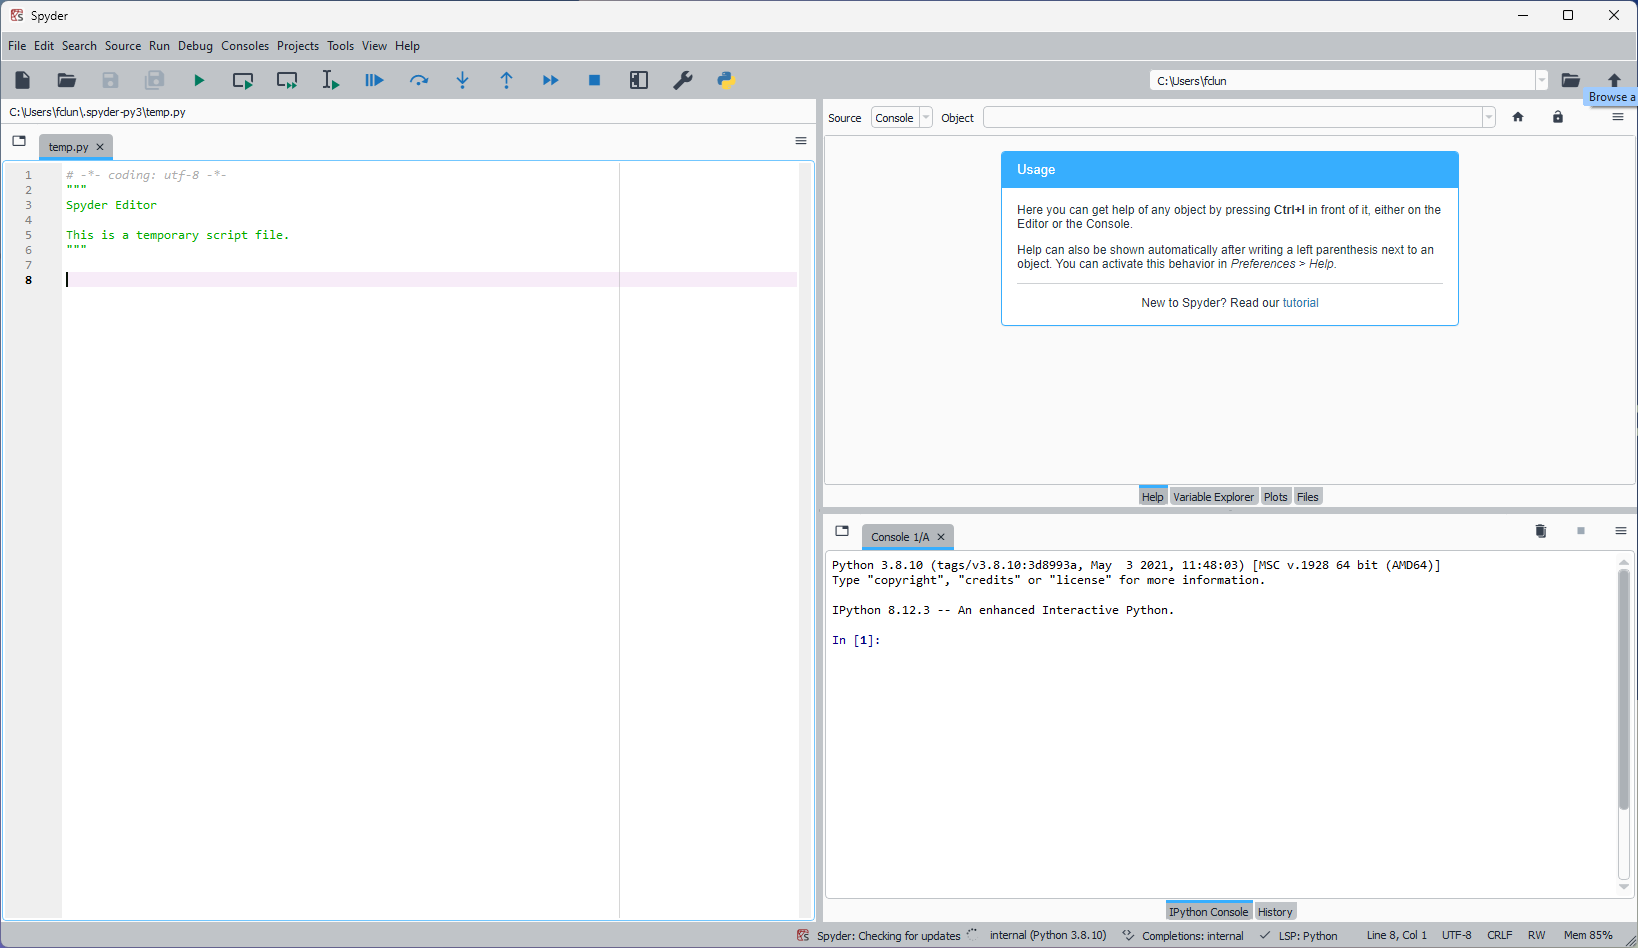 Spyder
File Edit Search Source Run Debug Consoles Projects Tools View Help
C:\Users\fclun
Browse a
C:\Users\fclun\.spyder-py3\temp.py
temp.py
1 # -*- coding: utf-8 -*-
2 """
3 Spyder Editor
4
5 This is a temporary script file.
6 """
7
8
Source Console Object
Usage
Here you can get help of any object by pressing Ctrl+I in front of it, either on the
Editor or the Console.
Help can also be shown automatically after writing a left parenthesis next to an
object. You can activate this behavior in Preferences > Help.
New to Spyder? Read our tutorial
Help Variable Explorer Plots Files
Console 1/A
Python 3.8.10 (tags/v3.8.10:3d8993a, May  3 2021, 11:48:03) [MSC v.1928 64 bit (AMD64)]
Type "copyright", "credits" or "license" for more information.
IPython 8.12.3 -- An enhanced Interactive Python.
In [1]:
IPython Console History
Spyder: Checking for updates internal (Python 3.8.10) Completions: internal LSP: Python Line 8, Col 1 UTF-8 CRLF RW Mem 85%